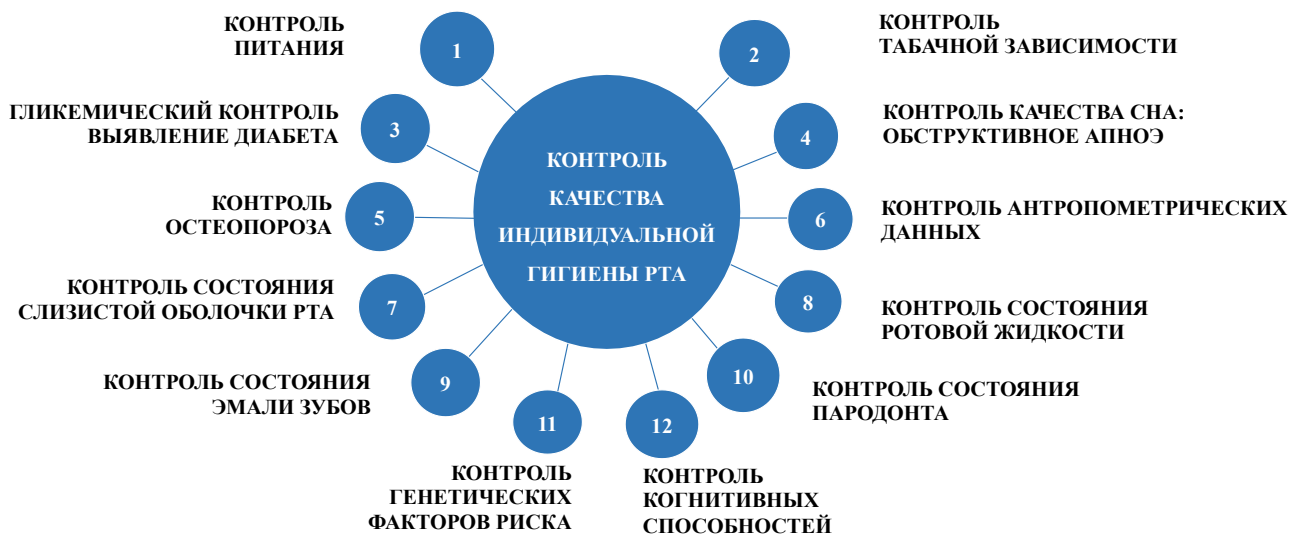 КОНТРОЛЬ
ПИТАНИЯ
1
2
КОНТРОЛЬ
ТАБАЧНОЙ ЗАВИСИМОСТИ
ГЛИКЕМИЧЕСКИЙ КОНТРОЛЬ
ВЫЯВЛЕНИЕ ДИАБЕТА
3
4
КОНТРОЛЬ КАЧЕСТВА СНА:
ОБСТРУКТИВНОЕ АПНОЭ
КОНТРОЛЬ
КАЧЕСТВА
ИНДИВИДУАЛЬНОЙ
ГИГИЕНЫ РТА
КОНТРОЛЬ
ОСТЕОПОРОЗА
5
6
КОНТРОЛЬ АНТРОПОМЕТРИЧЕСКИХ
ДАННЫХ
КОНТРОЛЬ СОСТОЯНИЯ
СЛИЗИСТОЙ ОБОЛОЧКИ РТА
7
8
КОНТРОЛЬ СОСТОЯНИЯ
РОТОВОЙ ЖИДКОСТИ
КОНТРОЛЬ СОСТОЯНИЯ
ЭМАЛИ ЗУБОВ
9
10
КОНТРОЛЬ СОСТОЯНИЯ
ПАРОДОНТА
11
12
КОНТРОЛЬ
ГЕНЕТИЧЕСКИХ
ФАКТОРОВ РИСКА
КОНТРОЛЬ
КОГНИТИВНЫХ
СПОСОБНОСТЕЙ